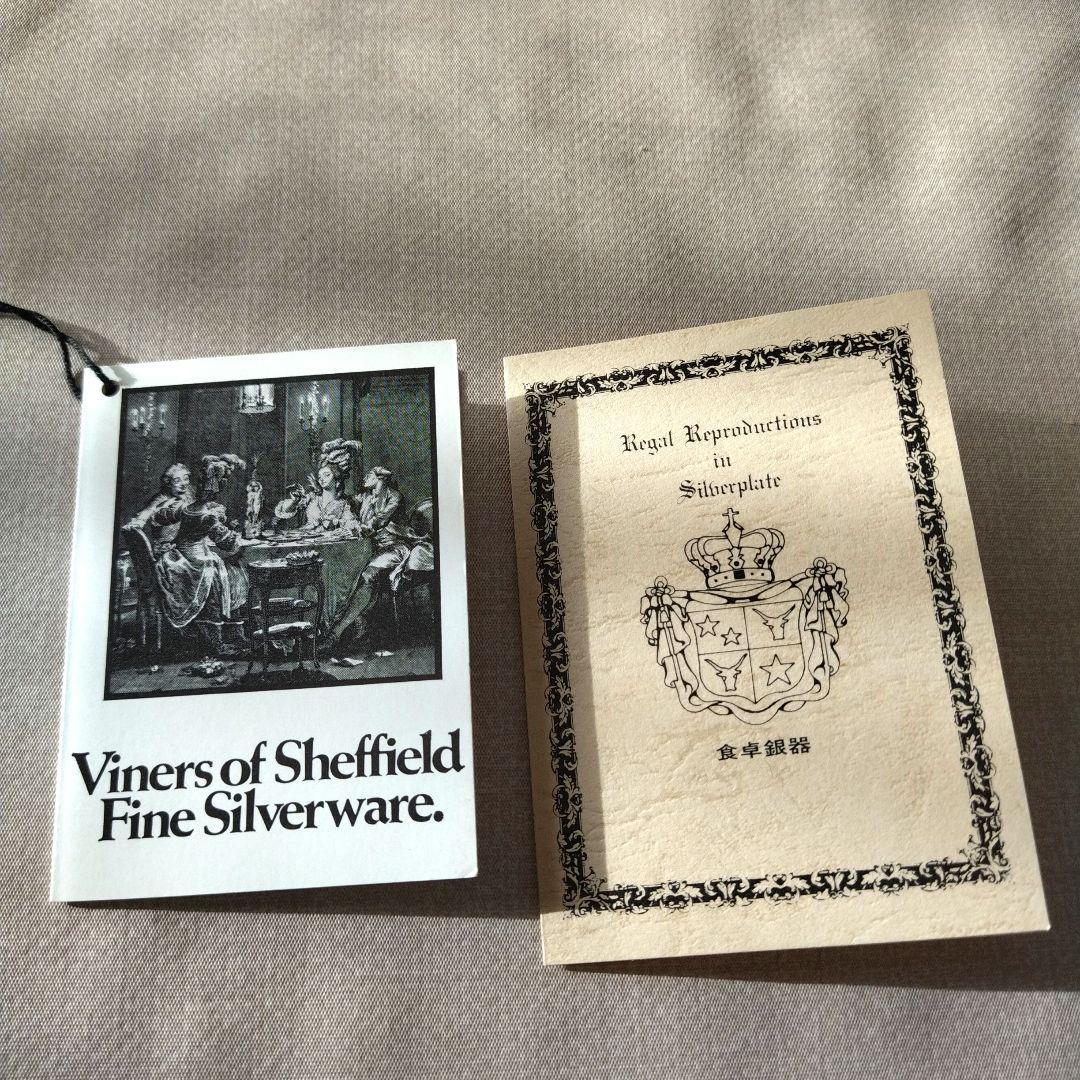 Viners of Sheffield
Fine Silverware.
Regal Reproductions
in
Silverplate
食卓銀器